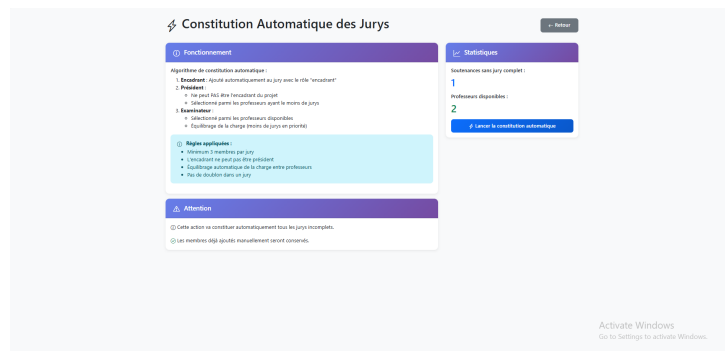 Constitution Automatique des Jurys
← Retour
Fonctionnement
Algorithme de constitution automatique :
1. Encadrant : Ajouté automatiquement au jury avec le rôle "encadrant"
2. Président :
Ne peut PAS être l'encadrant du projet
Sélectionné parmi les professeurs ayant le moins de jurys
3. Examinateur :
Sélectionné parmi les professeurs disponibles
Équilibrage de la charge (moins de jurys en priorité)
Règles appliquées :
Minimum 3 membres par jury
L'encadrant ne peut pas être président
Équilibrage automatique de la charge entre professeurs
Pas de doublon dans un jury
Attention
Cette action va constituer automatiquement tous les jurys incomplets.
Les membres déjà ajoutés manuellement seront conservés.
Statistiques
Soutenances sans jury complet :
1
Professeurs disponibles :
2
Lancer la constitution automatique
Activate Windows
Go to Settings to activate Windows.